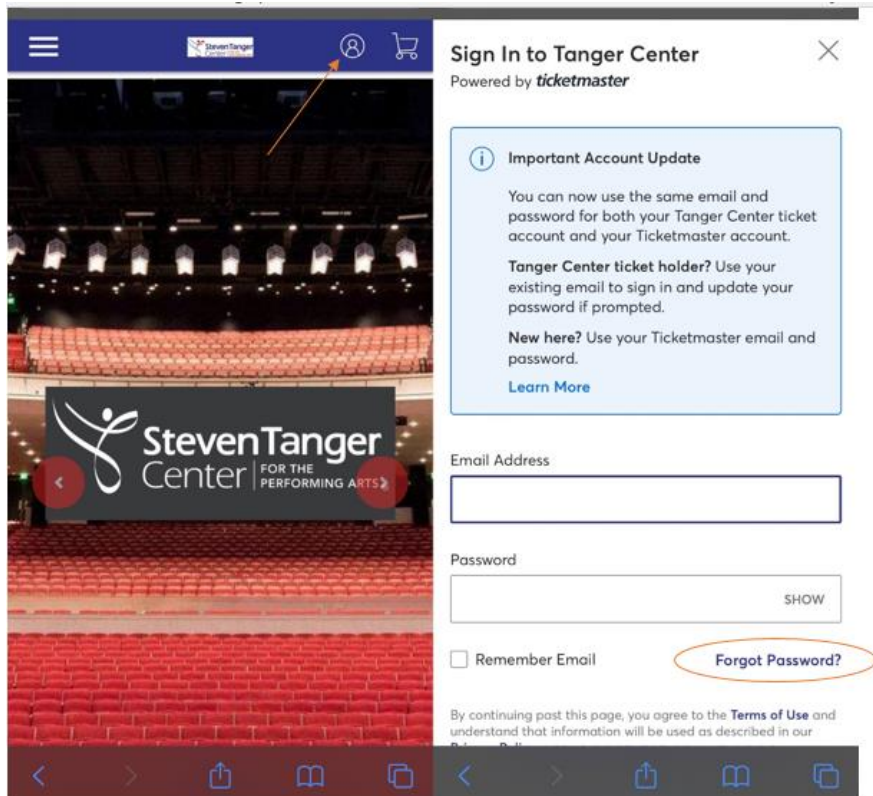 StevenTanger
Center
StevenTanger
Center FOR THE
PERFORMING ARTS
Sign In to Tanger Center
Powered by ticketmaster
Important Account Update
You can now use the same email and
password for both your Tanger Center ticket
account and your Ticketmaster account.
Tanger Center ticket holder? Use your
existing email to sign in and update your
password if prompted.
New here? Use your Ticketmaster email and
password.
Learn More
Email Address
Password
SHOW
Remember Email Forgot Password?
By continuing past this page, you agree to the Terms of Use and
understand that information will be used as described in our